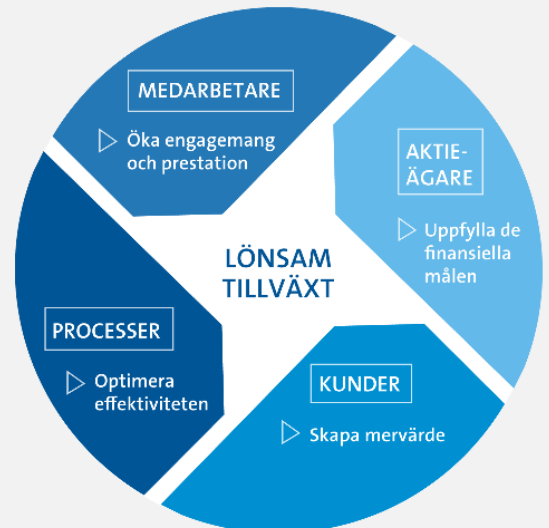 MEDARBETARE
Öka engagemang
och prestation
AKTIE-
ÄGARE
Uppfylla de
finansiella
målen
LÖNSAM
TILLVÄXT
PROCESSER
Optimera
effektiviteten
KUNDER
Skapa mervärde